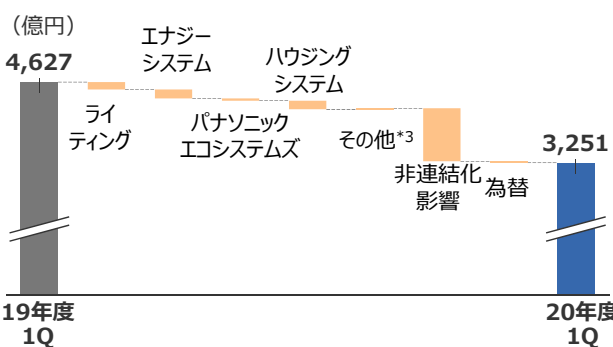 （億円）
4,627
ライ
ティング
エナジー
システム
パナソニック
エコシステムズ
ハウジング
システム
その他*3
非連結化
影響
為替
3,251
19年度
1Q
20年度
1Q